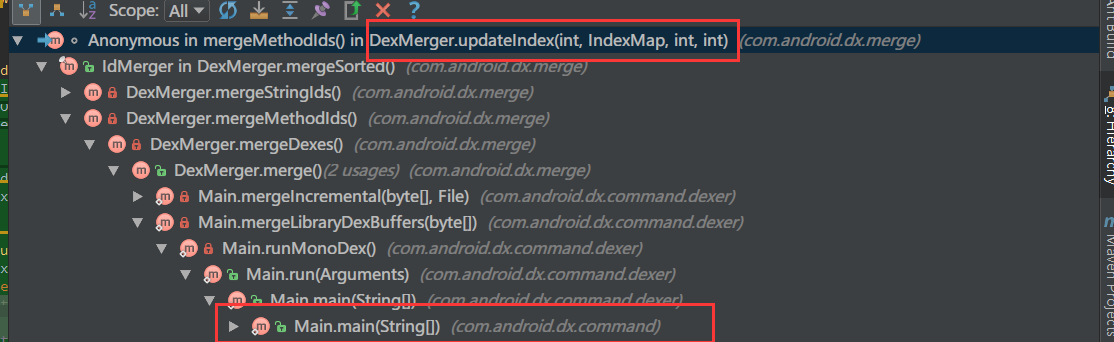 Scope: All
Anonymous in mergeMethodIds() in DexMerger.updateIndex(int, IndexMap, int, int) (com.android.dx.merge)
IdMerger in DexMerger.mergeSorted() (com.android.dx.merge)
DexMerger.mergeStringIds() (com.android.dx.merge)
DexMerger.mergeMethodIds() (com.android.dx.merge)
DexMerger.mergeDexes() (com.android.dx.merge)
DexMerger.merge() (2 usages) (com.android.dx.merge)
Main.mergeIncremental(byte[], File) (com.android.dx.command.dexer)
Main.mergeLibraryDexBuffers(byte[]) (com.android.dx.command.dexer)
Main.runMonoDex() (com.android.dx.command.dexer)
Main.run(Arguments) (com.android.dx.command.dexer)
Main.main(String[]) (com.android.dx.command.dexer)
Main.main(String[]) (com.android.dx.command)
Ant Build
Hierarchy
Maven Projects